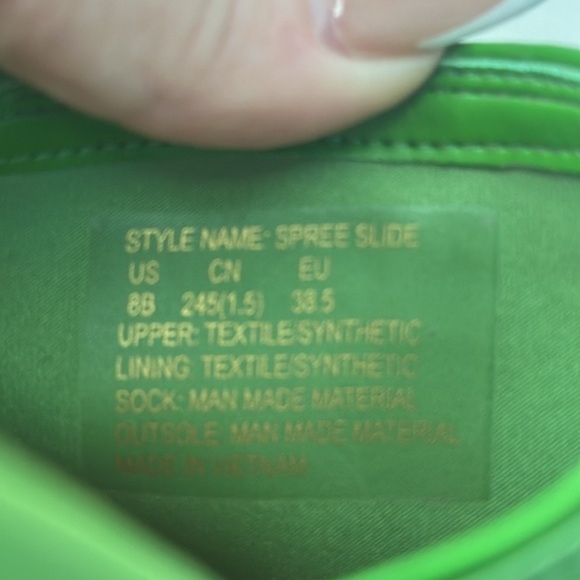 STYLE NAME: SPREE SLIDE
US CN EU
8B 245(1.5) 38.5
UPPER: TEXTILE/SYNTHETIC
LINING: TEXTILE/SYNTHETIC
SOCK: MAN MADE MATERIAL
OUTSOLE: MAN MADE MATERIAL
MADE IN VIETNAM